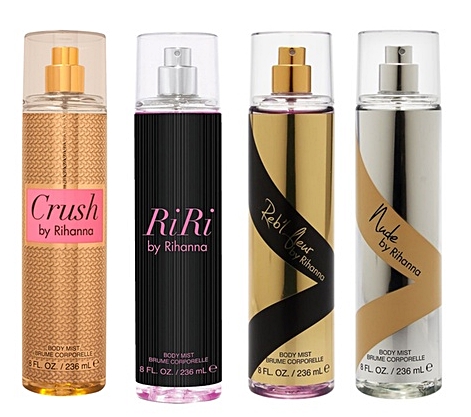 Crush
by Rihanna
BODY MIST
BRUME CORPORELLE
8 FL. OZ. / 236 mL ℮
RiRi
by Rihanna
BODY MIST
BRUME CORPORELLE
8 FL. OZ. / 236 mL ℮
Reb'l Fleur
by Rihanna
BODY MIST
BRUME CORPORELLE
8 FL. OZ. / 236 mL ℮
Nude
by Rihanna
BODY MIST
BRUME CORPORELLE
8 FL. OZ. / 236 mL ℮